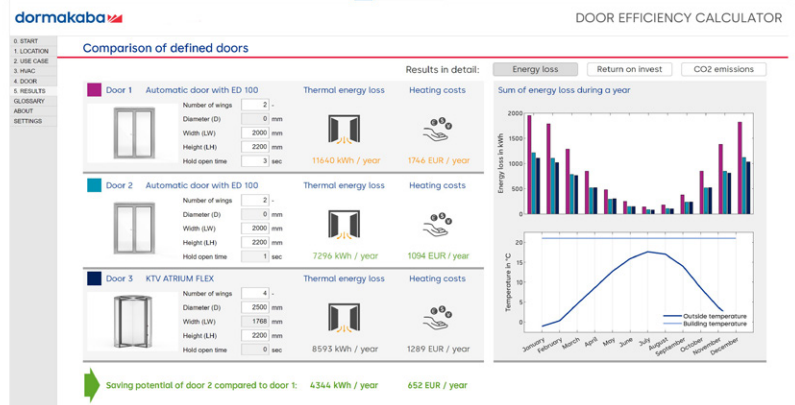 dormakaba
DOOR EFFICIENCY CALCULATOR
0. START
1. LOCATION
2. USE CASE
3. HVAC
4. DOOR
5. RESULTS
GLOSSARY
ABOUT
SETTINGS
Comparison of defined doors
Results in detail: Energy loss Return on invest CO2 emissions
Door 1 Automatic door with ED 100 Thermal energy loss Heating costs
Number of wings 2 -
Diameter (D) 0 mm
Width (LW) 2000 mm
Height (LH) 2200 mm
Hold open time 3 sec
11640 kWh / year 1746 EUR / year
Door 2 Automatic door with ED 100 Thermal energy loss Heating costs
Number of wings 2 -
Diameter (D) 0 mm
Width (LW) 2000 mm
Height (LH) 2200 mm
Hold open time 1 sec
7296 kWh / year 1094 EUR / year
Door 3 KTV ATRIUM FLEX Thermal energy loss Heating costs
Number of wings 4 -
Diameter (D) 2500 mm
Width (LW) 1768 mm
Height (LH) 2200 mm
Hold open time 0 sec
8593 kWh / year 1289 EUR / year
Saving potential of door 2 compared to door 1: 4344 kWh / year 652 EUR / year
Sum of energy loss during a year
Energy loss in kWh
2000
1500
1000
500
0
Temperature in °C
20
15
10
5
0
Outside temperature
Building temperature
January February March April May June July August September October November December